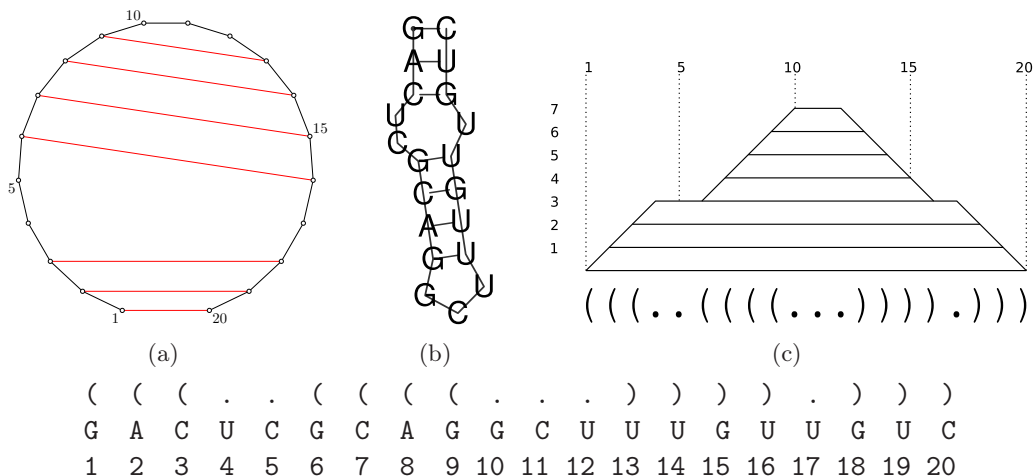 10
15
5
1 20
(a)
G C
A U
C G
U U
C
G U
C G
A U
G U
G U
C
(b)
1 5 10 15 20
7
6
5
4
3
2
1
(((..((((...)))).)))
(c)
( ( ( . . ( ( ( ( . . . ) ) ) ) . ) ) )
G A C U C G C A G G C U U U G U U G U C
1 2 3 4 5 6 7 8 9 10 11 12 13 14 15 16 17 18 19 20